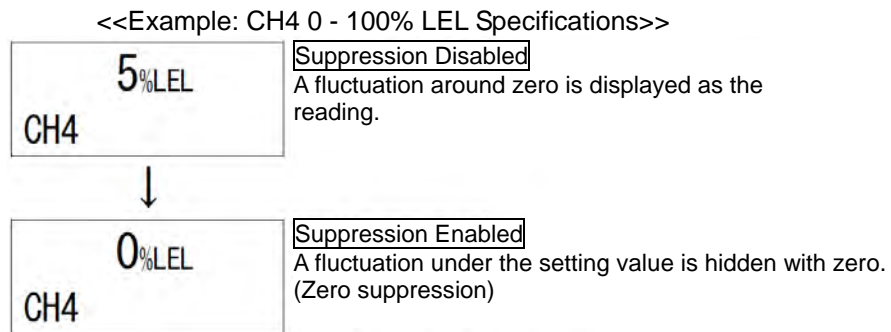 <<Example: CH4 0 - 100% LEL Specifications>>
5%LEL
CH4
Suppression Disabled
A fluctuation around zero is displayed as the
reading.
↓
0%LEL
CH4
Suppression Enabled
A fluctuation under the setting value is hidden with zero.
(Zero suppression)